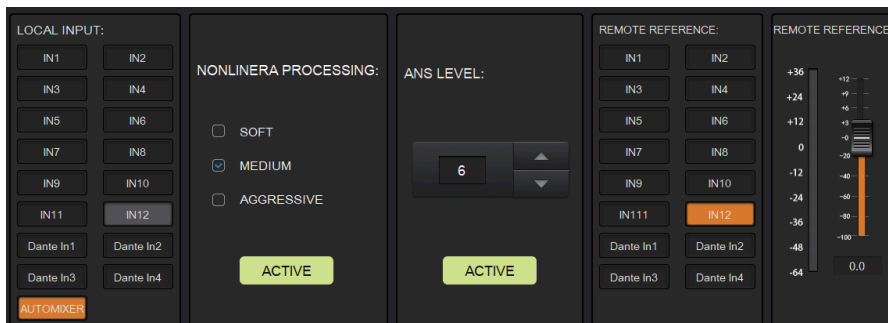 LOCAL INPUT:
IN1 IN2
IN3 IN4
IN5 IN6
IN7 IN8
IN9 IN10
IN11 IN12
Dante In1 Dante In2
Dante In3 Dante In4
AUTOMIXER
NONLINERA PROCESSING:
SOFT
MEDIUM
AGGRESSIVE
ACTIVE
ANS LEVEL:
6
ACTIVE
REMOTE REFERENCE:
IN1 IN2
IN3 IN4
IN5 IN6
IN7 IN8
IN9 IN10
IN111 IN12
Dante In1 Dante In2
Dante In3 Dante In4
REMOTE REFERENCE
+36
+24
+12
0
-12
-24
-36
-48
-64
+12
+9
+6
+3
-0
-20
-40
-60
-80
-100
0.0